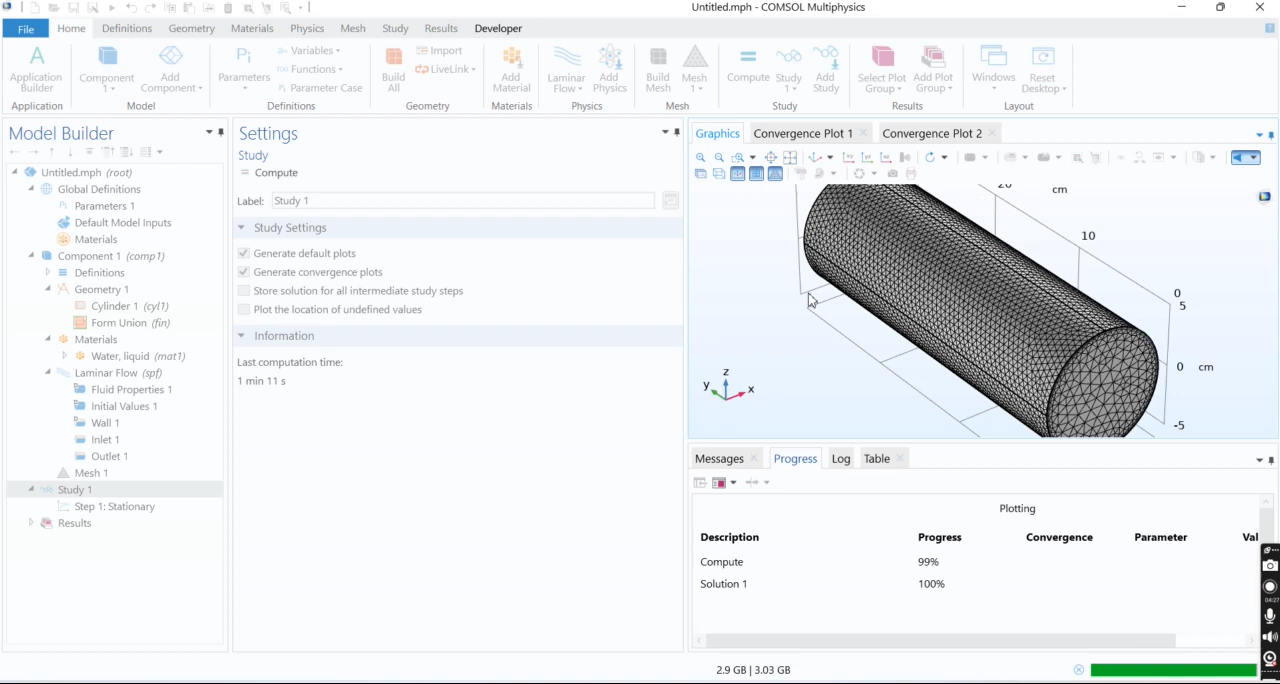 Untitled.mph - COMSOL Multiphysics
File Home Definitions Geometry Materials Physics Mesh Study Results Developer
A Pi a= Variables Import
f(x) Functions LiveLink
Pi Parameter Case
Application Builder Component 1 Add Component Parameters Build All Add Material Laminar Flow Add Physics Build Mesh Mesh 1 Compute Study 1 Add Study Select Plot Group Add Plot Group Windows Reset Desktop
Application Model Definitions Geometry Materials Physics Mesh Study Results Layout
Model Builder
Untitled.mph (root)
Global Definitions
Pi Parameters 1
Default Model Inputs
Materials
Component 1 (comp1)
Definitions
Geometry 1
Cylinder 1 (cyl1)
Form Union (fin)
Materials
Water, liquid (mat1)
Laminar Flow (spf)
Fluid Properties 1
Initial Values 1
Wall 1
Inlet 1
Outlet 1
Mesh 1
Study 1
Step 1: Stationary
Results
Settings
Study
= Compute
Label: Study 1
Study Settings
Generate default plots
Generate convergence plots
Store solution for all intermediate study steps
Plot the location of undefined values
Information
Last computation time:
1 min 11 s
Graphics Convergence Plot 1 Convergence Plot 2
20 cm
10
0
5
0 cm
-5
z
y x
Messages Progress Log Table
Plotting
Description Progress Convergence Parameter Val
Compute 99%
Solution 1 100%
04:27
2.9 GB | 3.03 GB